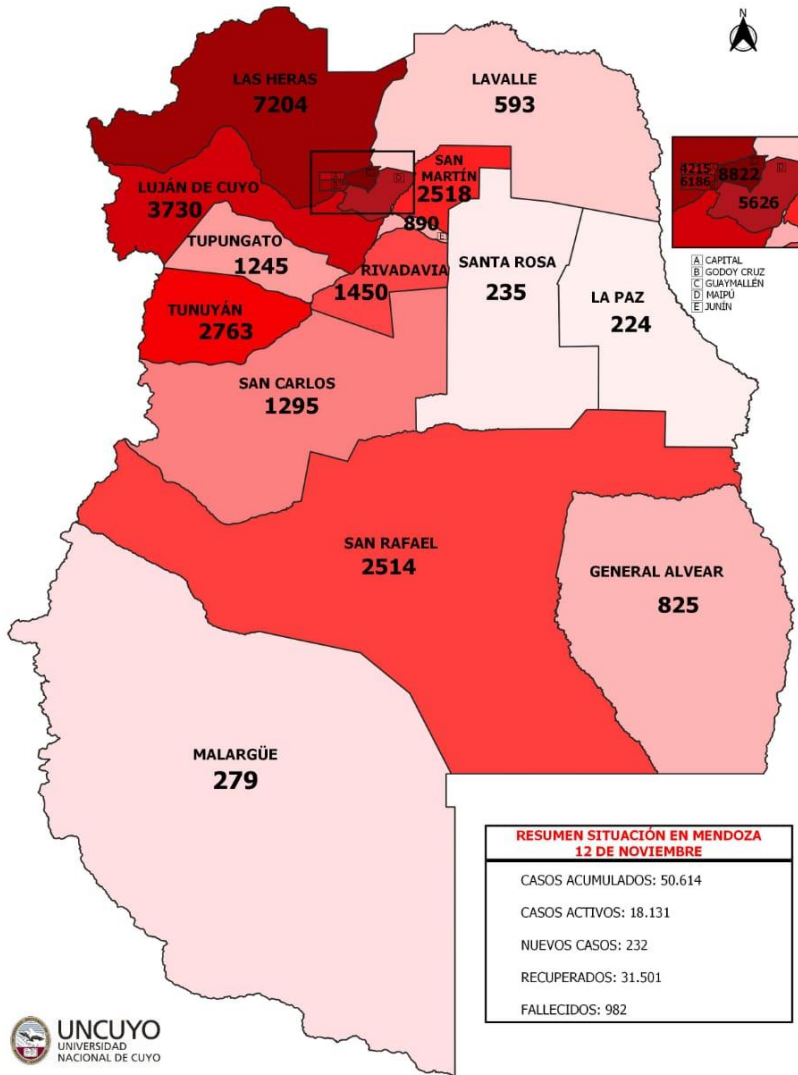 N
LAS HERAS
7204
LAVALLE
593
SAN
MARTÍN
2518
LUJÁN DE CUYO
3730
D
890
E
TUPUNGATO
1245
RIVADAVIA
1450
SANTA ROSA
235
LA PAZ
224
TUNUYÁN
2763
SAN CARLOS
1295
4215
6186
8822
D
5626
A CAPITAL
B GODOY CRUZ
C GUAYMALLÉN
D MAIPÚ
E JUNÍN
SAN RAFAEL
2514
GENERAL ALVEAR
825
MALARGÜE
279
RESUMEN SITUACIÓN EN MENDOZA
12 DE NOVIEMBRE
CASOS ACUMULADOS: 50.614
CASOS ACTIVOS: 18.131
NUEVOS CASOS: 232
RECUPERADOS: 31.501
FALLECIDOS: 982
UNCUYO
UNIVERSIDAD
NACIONAL DE CUYO